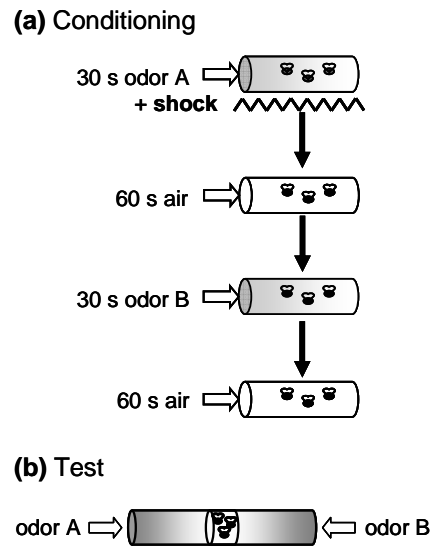 (a) Conditioning
30 s odor A
+ shock
60 s air
30 s odor B
60 s air
(b) Test
odor A
odor B